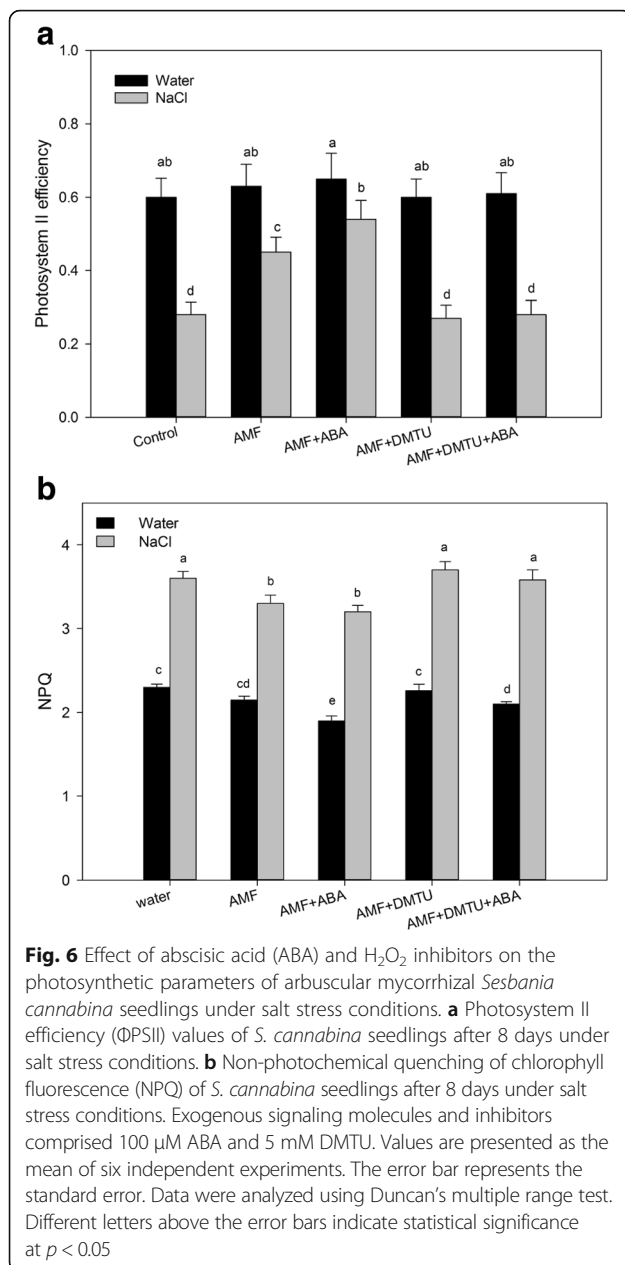 a
1.0
0.8
0.6
0.4
0.2
0.0
Photosystem II efficiency
Water
NaCl
ab
d
ab
c
a
b
ab
d
ab
d
Control
AMF
AMF+ABA
AMF+DMTU
AMF+DMTU+ABA
b
4
3
2
1
0
NPQ
Water
NaCl
c
a
cd
b
e
b
c
a
d
a
water
AMF
AMF+ABA
AMF+DMTU
AMF+DMTU+ABA
Fig. 6 Effect of abscisic acid (ABA) and H₂O₂ inhibitors on the
photosynthetic parameters of arbuscular mycorrhizal Sesbania
cannabina seedlings under salt stress conditions. a Photosystem II
efficiency (ΦPSII) values of S. cannabina seedlings after 8 days under
salt stress conditions. b Non-photochemical quenching of chlorophyll
fluorescence (NPQ) of S. cannabina seedlings after 8 days under salt
stress conditions. Exogenous signaling molecules and inhibitors
comprised 100 μM ABA and 5 mM DMTU. Values are presented as the
mean of six independent experiments. The error bar represents the
standard error. Data were analyzed using Duncan's multiple range test.
Different letters above the error bars indicate statistical significance
at p < 0.05